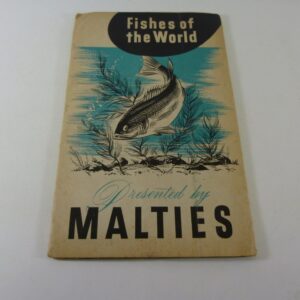 Fishes of
the World
Presented by
MALTIES